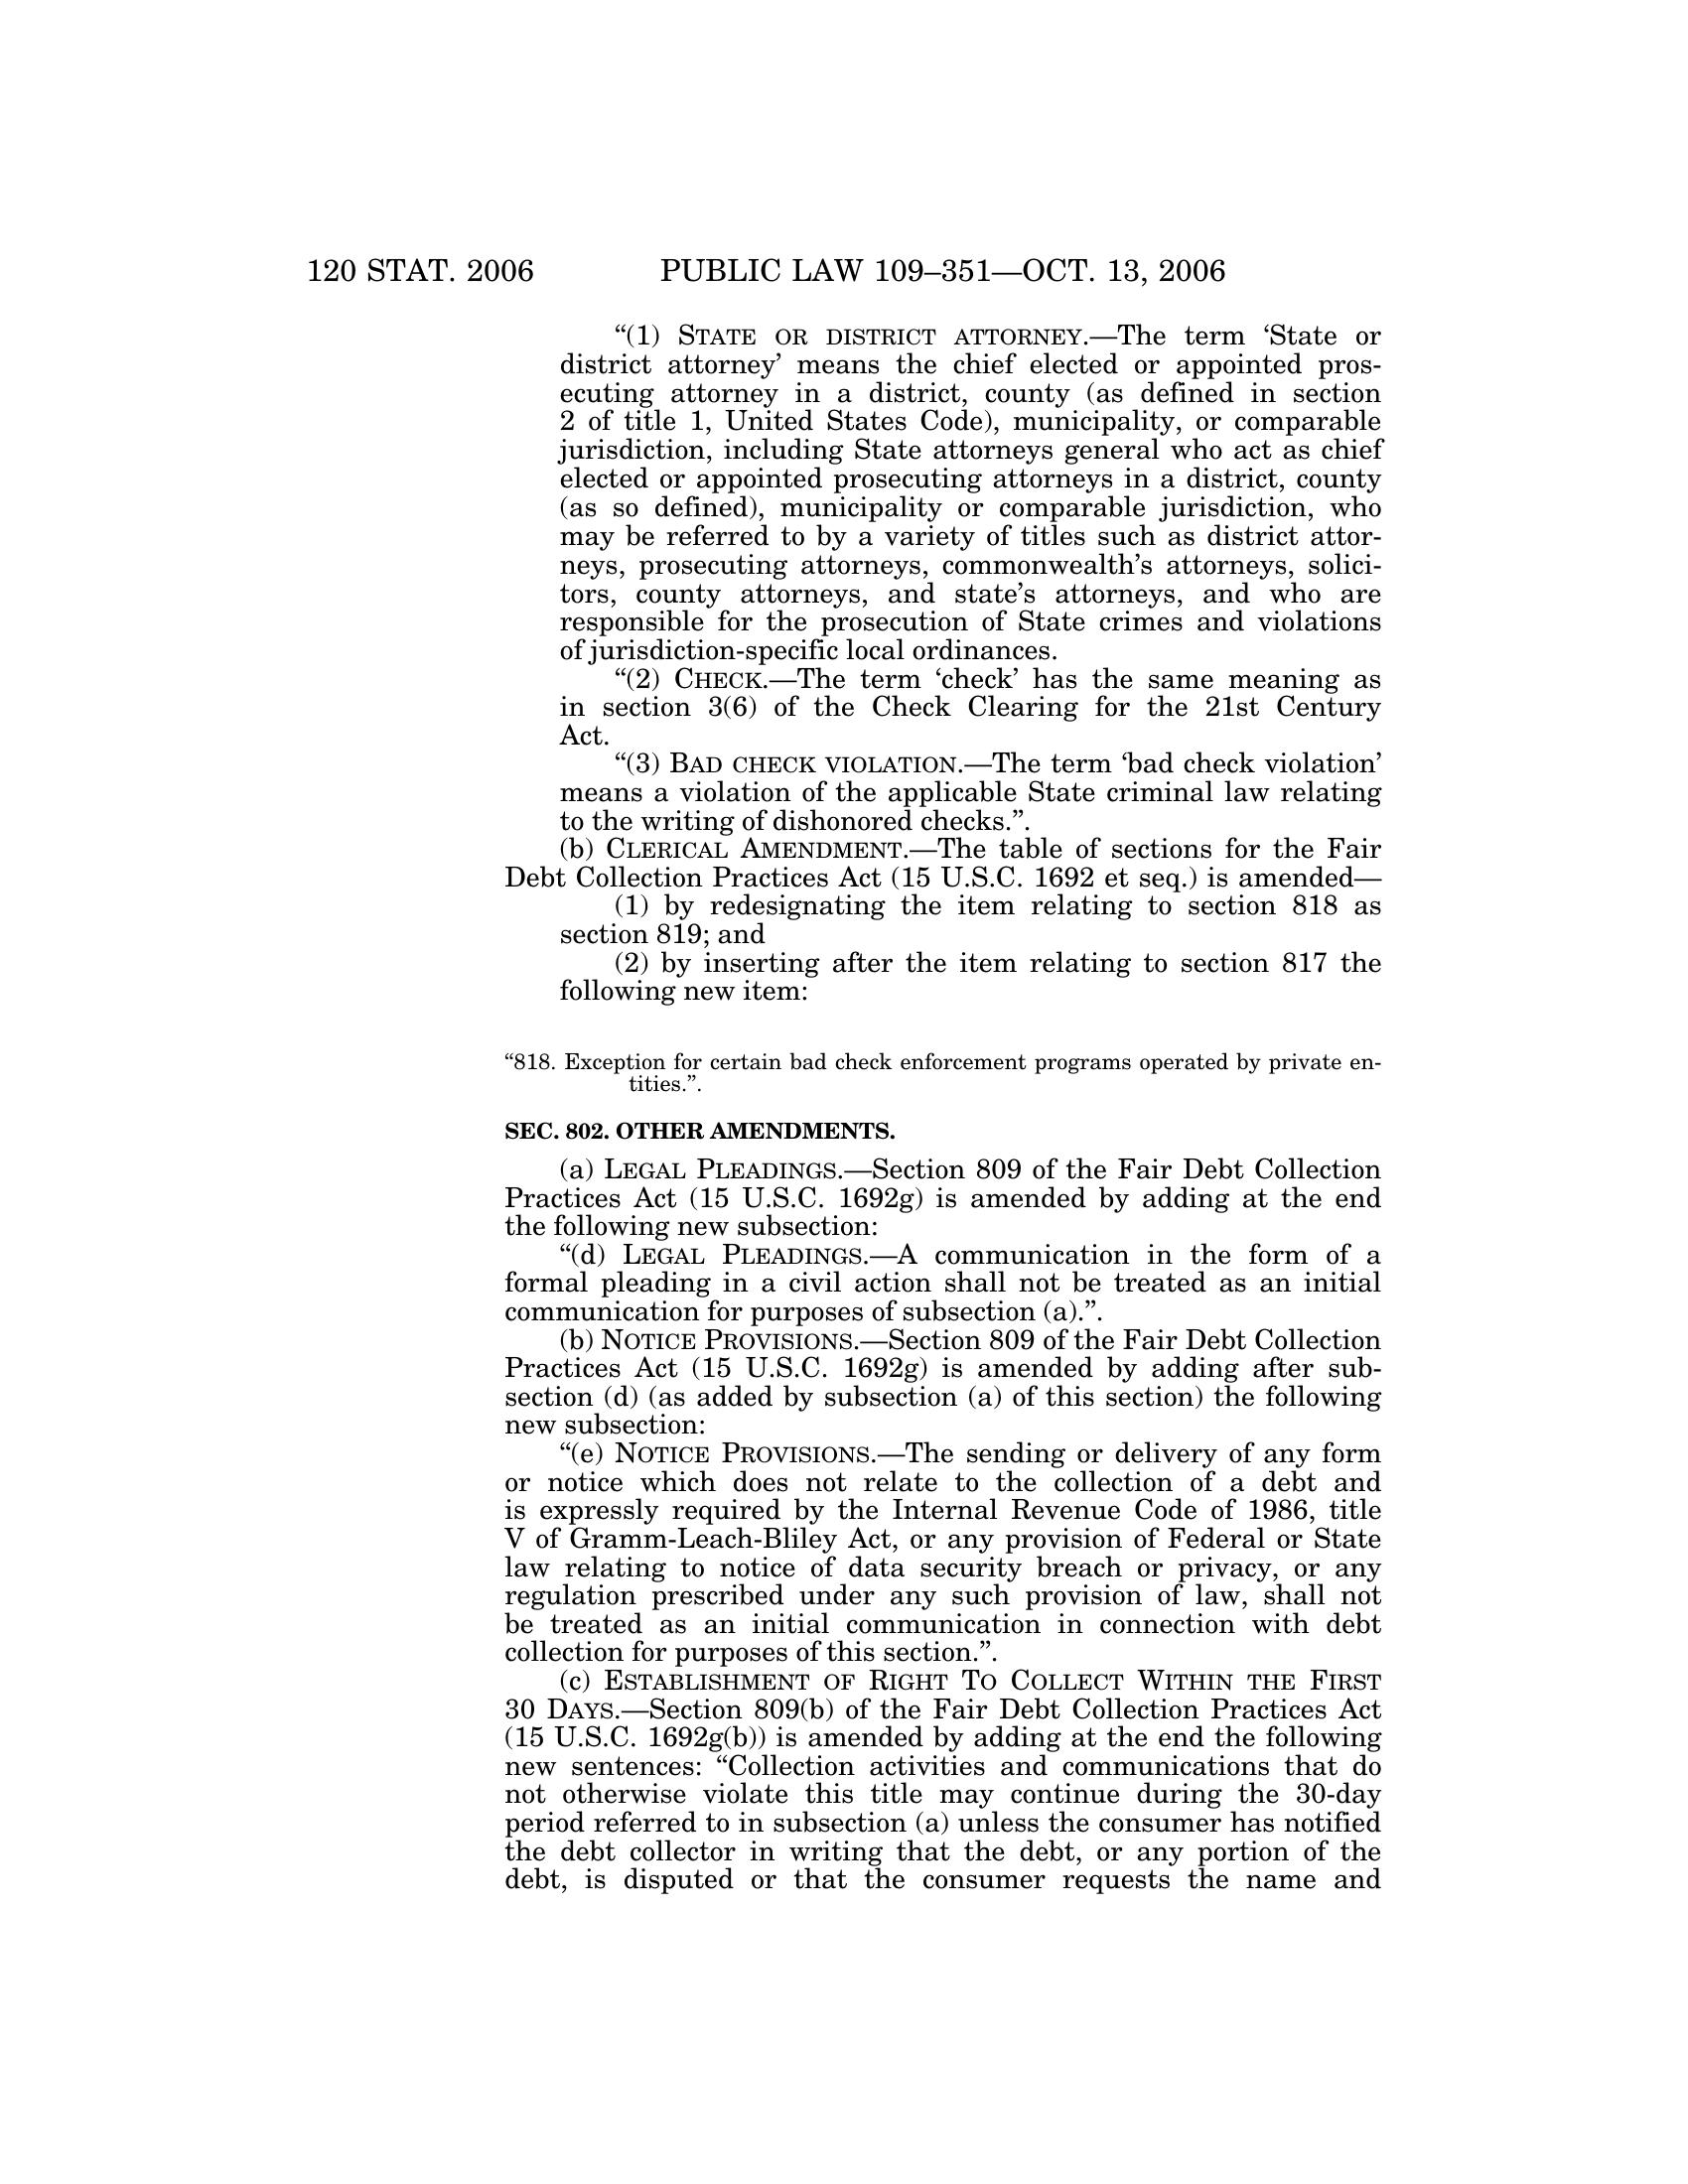 120 STAT. 2006 PUBLIC LAW 109–351—OCT. 13, 2006
“(1) STATE OR DISTRICT ATTORNEY.—The term ‘State or
district attorney’ means the chief elected or appointed pros-
ecuting attorney in a district, county (as defined in section
2 of title 1, United States Code), municipality, or comparable
jurisdiction, including State attorneys general who act as chief
elected or appointed prosecuting attorneys in a district, county
(as so defined), municipality or comparable jurisdiction, who
may be referred to by a variety of titles such as district attor-
neys, prosecuting attorneys, commonwealth’s attorneys, solici-
tors, county attorneys, and state’s attorneys, and who are
responsible for the prosecution of State crimes and violations
of jurisdiction-specific local ordinances.
“(2) CHECK.—The term ‘check’ has the same meaning as
in section 3(6) of the Check Clearing for the 21st Century
Act.
“(3) BAD CHECK VIOLATION.—The term ‘bad check violation’
means a violation of the applicable State criminal law relating
to the writing of dishonored checks.”.
(b) CLERICAL AMENDMENT.—The table of sections for the Fair
Debt Collection Practices Act (15 U.S.C. 1692 et seq.) is amended—
(1) by redesignating the item relating to section 818 as
section 819; and
(2) by inserting after the item relating to section 817 the
following new item:
“818. Exception for certain bad check enforcement programs operated by private en-
tities.”.
SEC. 802. OTHER AMENDMENTS.
(a) LEGAL PLEADINGS.—Section 809 of the Fair Debt Collection
Practices Act (15 U.S.C. 1692g) is amended by adding at the end
the following new subsection:
“(d) LEGAL PLEADINGS.—A communication in the form of a
formal pleading in a civil action shall not be treated as an initial
communication for purposes of subsection (a).”.
(b) NOTICE PROVISIONS.—Section 809 of the Fair Debt Collection
Practices Act (15 U.S.C. 1692g) is amended by adding after sub-
section (d) (as added by subsection (a) of this section) the following
new subsection:
“(e) NOTICE PROVISIONS.—The sending or delivery of any form
or notice which does not relate to the collection of a debt and
is expressly required by the Internal Revenue Code of 1986, title
V of Gramm-Leach-Bliley Act, or any provision of Federal or State
law relating to notice of data security breach or privacy, or any
regulation prescribed under any such provision of law, shall not
be treated as an initial communication in connection with debt
collection for purposes of this section.”.
(c) ESTABLISHMENT OF RIGHT TO COLLECT WITHIN THE FIRST
30 DAYS.—Section 809(b) of the Fair Debt Collection Practices Act
(15 U.S.C. 1692g(b)) is amended by adding at the end the following
new sentences: “Collection activities and communications that do
not otherwise violate this title may continue during the 30-day
period referred to in subsection (a) unless the consumer has notified
the debt collector in writing that the debt, or any portion of the
debt, is disputed or that the consumer requests the name and